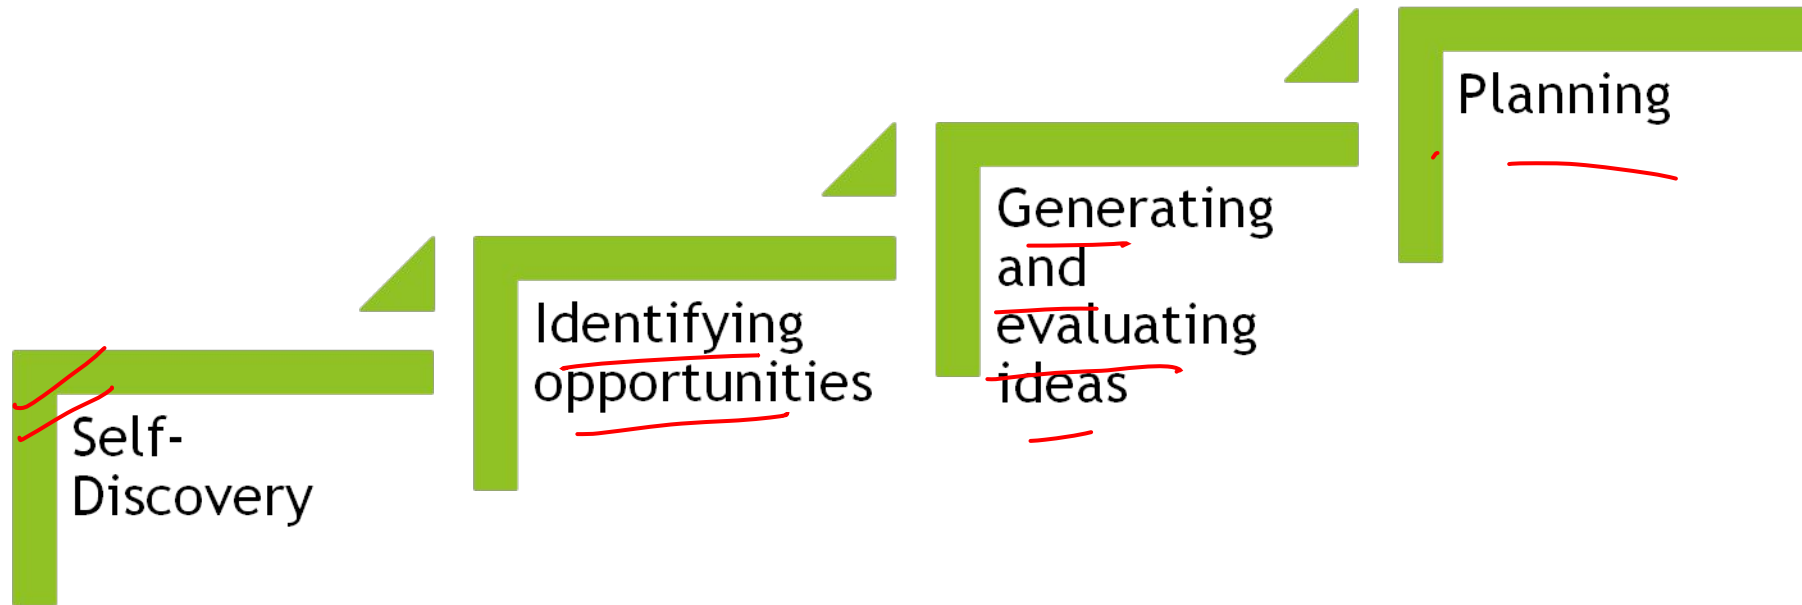 Self-
Discovery
Identifying
opportunities
Generating
and
evaluating
ideas
Planning